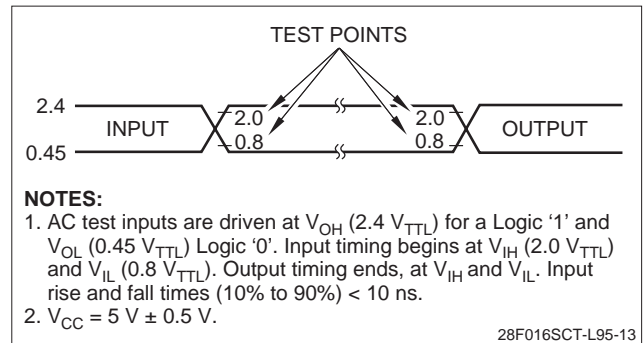 TEST POINTS
2.4
INPUT
2.0
2.0
OUTPUT
0.45
0.8
0.8
NOTES:
1. AC test inputs are driven at VOH (2.4 VTTL) for a Logic '1' and
VOL (0.45 VTTL) Logic '0'. Input timing begins at VIH (2.0 VTTL)
and VIL (0.8 VTTL). Output timing ends, at VIH and VIL. Input
rise and fall times (10% to 90%) < 10 ns.
2. VCC = 5 V ± 0.5 V.
28F016SCT-L95-13